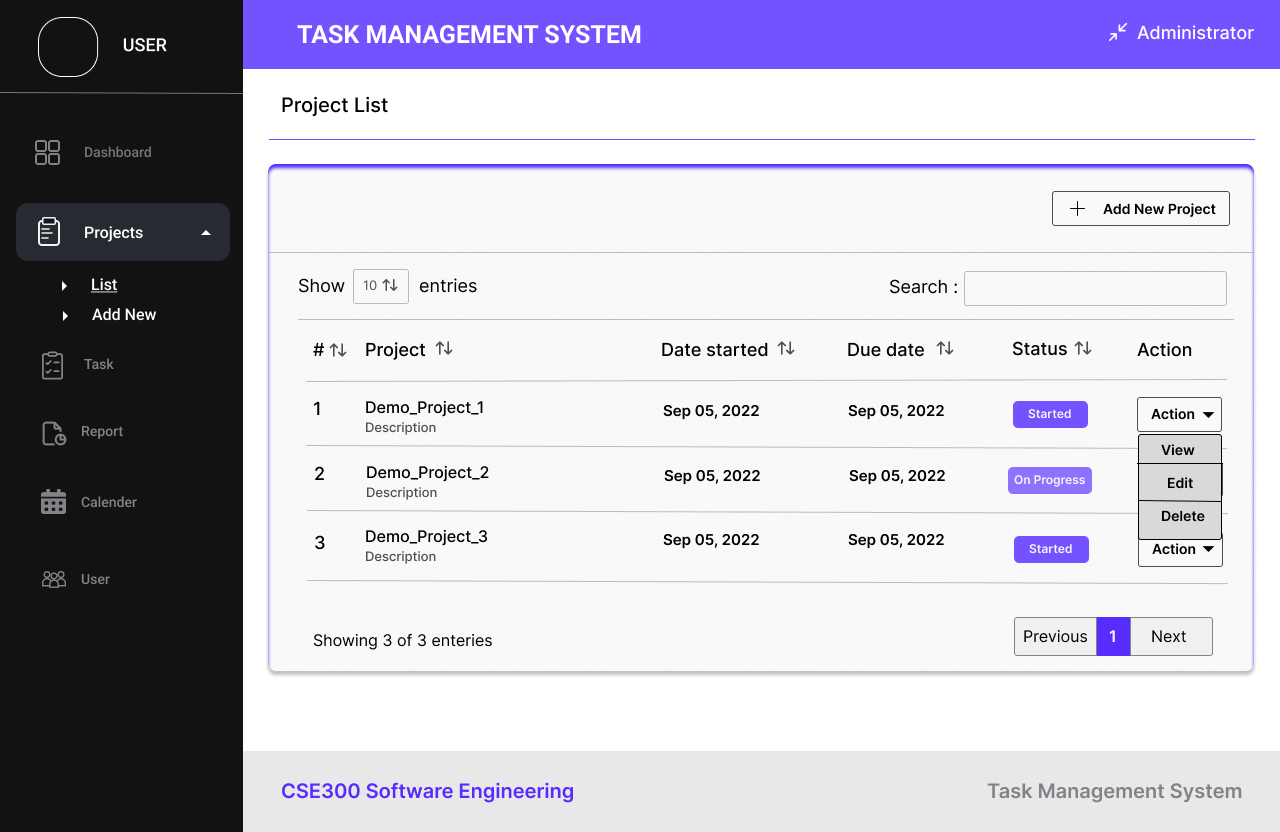 USER
TASK MANAGEMENT SYSTEM
Administrator
Project List
Dashboard
Projects
List
Add New
Task
Report
Calender
User
Add New Project
Show 10 entries
Search :
# Project Date started Due date Status Action
1 Demo_Project_1 Sep 05, 2022 Sep 05, 2022 Started Action
Description
View
2 Demo_Project_2 Sep 05, 2022 Sep 05, 2022 On Progress Edit
Description
Delete
3 Demo_Project_3 Sep 05, 2022 Sep 05, 2022 Started Action
Description
Showing 3 of 3 enteries
Previous 1 Next
CSE300 Software Engineering
Task Management System